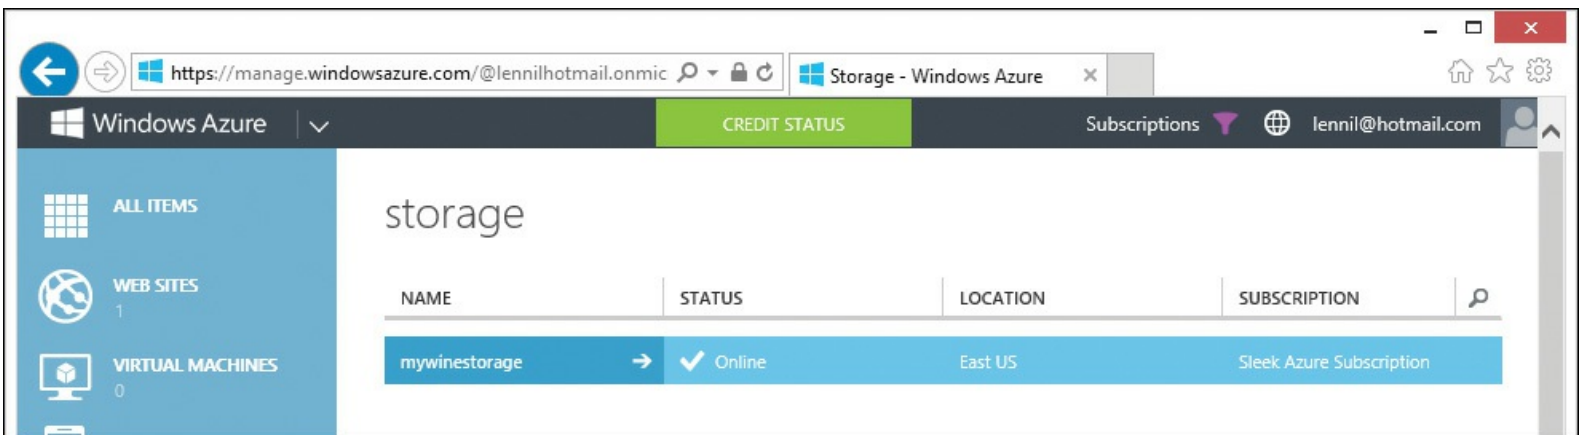 https://manage.windowsazure.com/@lennilhotmail.onmic
Storage - Windows Azure
Windows Azure
CREDIT STATUS
Subscriptions
lennil@hotmail.com
ALL ITEMS
WEB SITES
1
VIRTUAL MACHINES
0
storage
NAME STATUS LOCATION SUBSCRIPTION
mywinestorage Online East US Sleek Azure Subscription